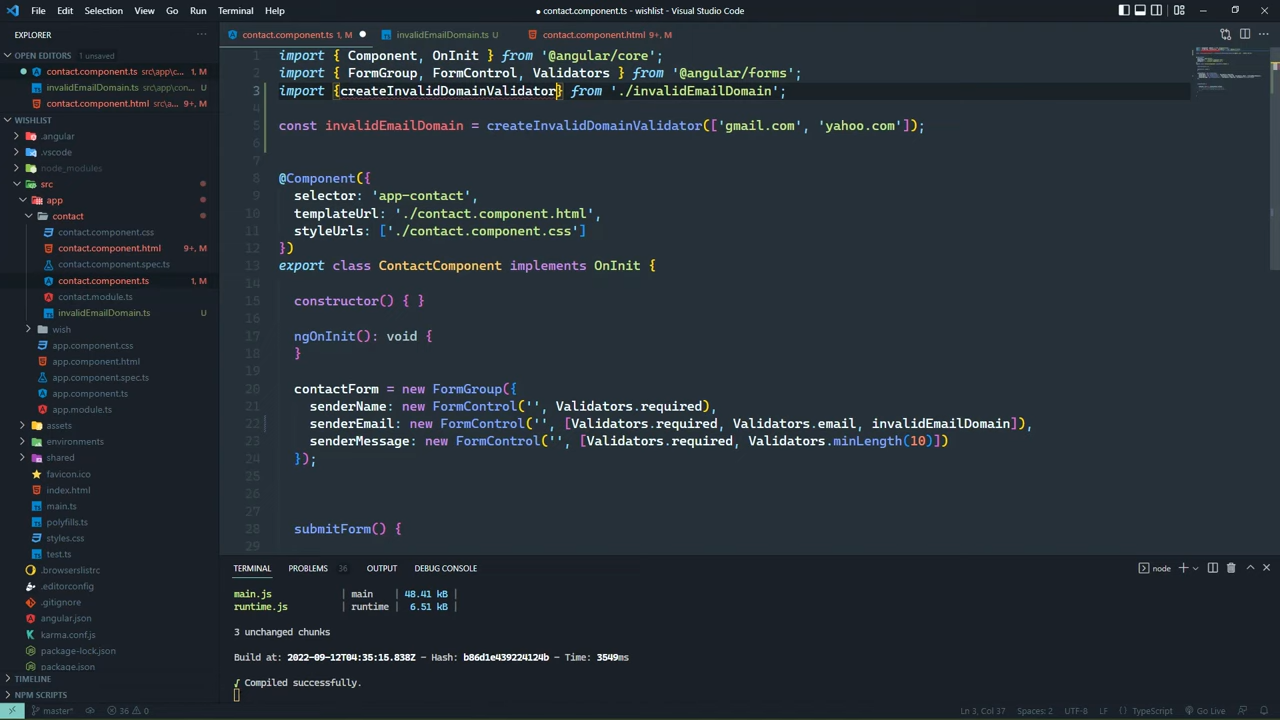 File Edit Selection View Go Run Terminal Help
● contact.component.ts - wishlist - Visual Studio Code
EXPLORER ...
OPEN EDITORS 1 unsaved
contact.component.ts src\app\c... 1, M
invalidEmailDomain.ts src\app\con... U
contact.component.html src\a... 9+, M
WISHLIST
.angular
.vscode
node_modules
src
app
contact
contact.component.css
contact.component.html 9+, M
contact.component.spec.ts
contact.component.ts 1, M
contact.module.ts
invalidEmailDomain.ts U
wish
app.component.css
app.component.html
app.component.spec.ts
app.component.ts
app.module.ts
assets
environments
shared
favicon.ico
index.html
main.ts
polyfills.ts
styles.css
test.ts
.browserslistrc
.editorconfig
.gitignore
angular.json
karma.conf.js
package-lock.json
package.json
TIMELINE
NPM SCRIPTS
contact.component.ts 1, M ● invalidEmailDomain.ts U contact.component.html 9+, M
1 import { Component, OnInit } from '@angular/core';
2 import { FormGroup, FormControl, Validators } from '@angular/forms';
3 import {createInvalidDomainValidator} from './invalidEmailDomain';
4
5 const invalidEmailDomain = createInvalidDomainValidator(['gmail.com', 'yahoo.com']);
6
7
8 @Component({
9 selector: 'app-contact',
10 templateUrl: './contact.component.html',
11 styleUrls: ['./contact.component.css']
12 })
13 export class ContactComponent implements OnInit {
14
15 constructor() { }
16
17 ngOnInit(): void {
18 }
19
20 contactForm = new FormGroup({
21 senderName: new FormControl('', Validators.required),
22 senderEmail: new FormControl('', [Validators.required, Validators.email, invalidEmailDomain]),
23 senderMessage: new FormControl('', [Validators.required, Validators.minLength(10)])
24 });
25
26
27
28 submitForm() {
29
TERMINAL PROBLEMS 36 OUTPUT DEBUG CONSOLE
node
main.js | main | 48.41 kB |
runtime.js | runtime | 6.51 kB |
3 unchanged chunks
Build at: 2022-09-12T04:35:15.838Z - Hash: b86d1e439224124b - Time: 3549ms
√ Compiled successfully.
master* 36 0 Ln 3, Col 37 Spaces: 2 UTF-8 LF {} TypeScript Go Live